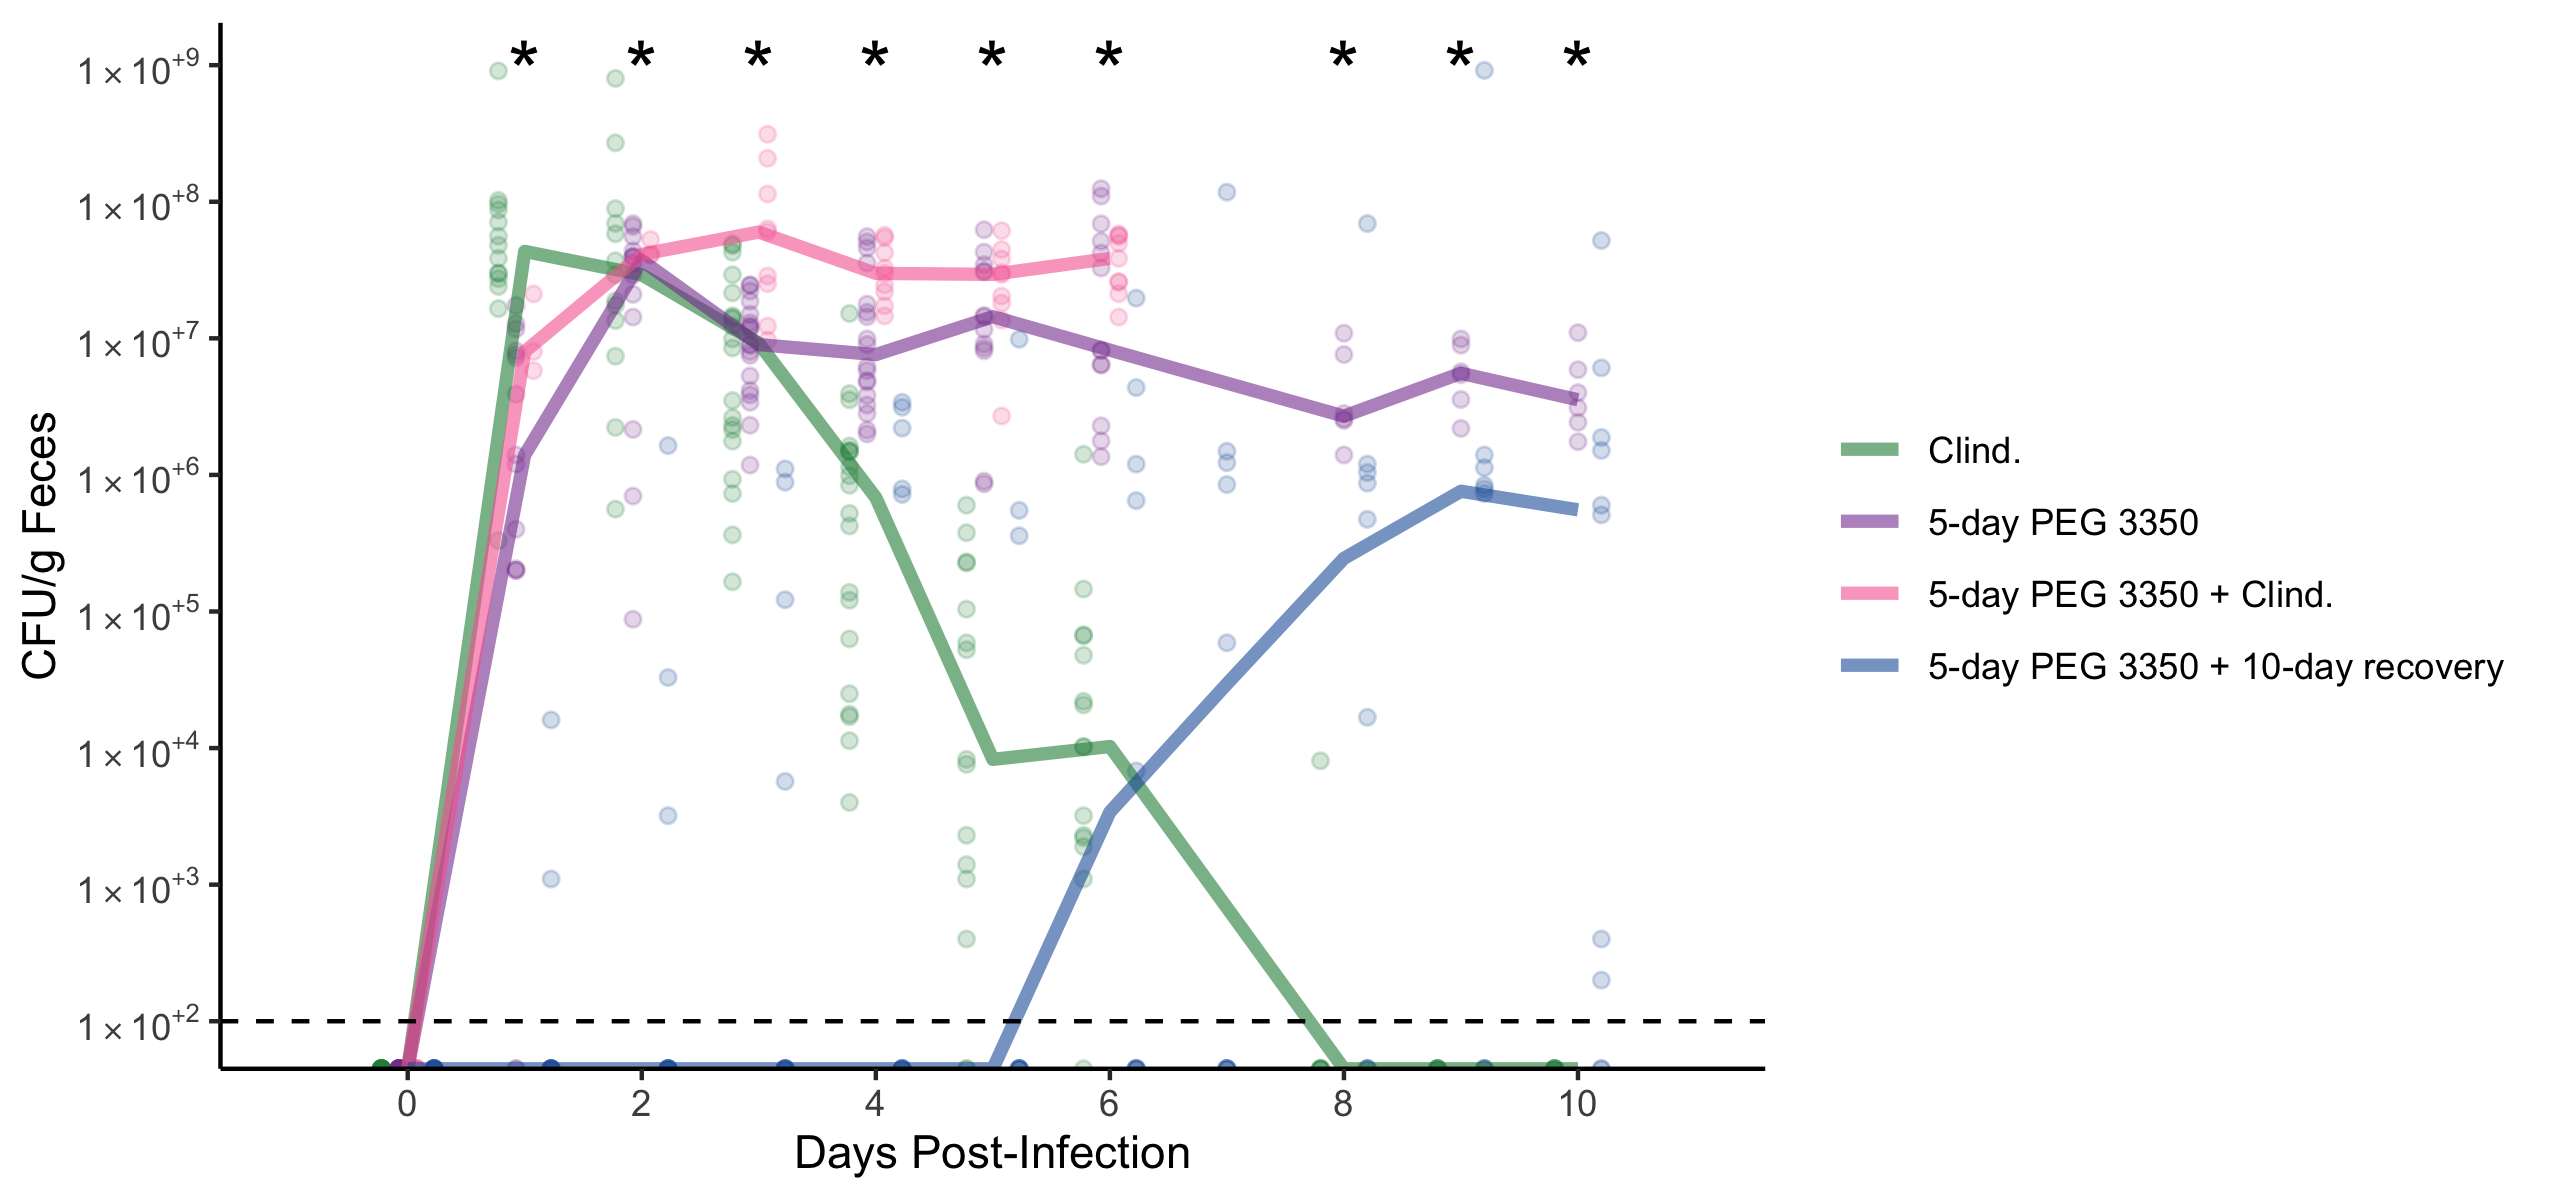 * * * * * * * * *
1×10+9
1×10+8
1×10+7
1×10+6
1×10+5
1×10+4
1×10+3
1×10+2
CFU/g Feces
0 2 4 6 8 10
Days Post-Infection
Clind.
5-day PEG 3350
5-day PEG 3350 + Clind.
5-day PEG 3350 + 10-day recovery